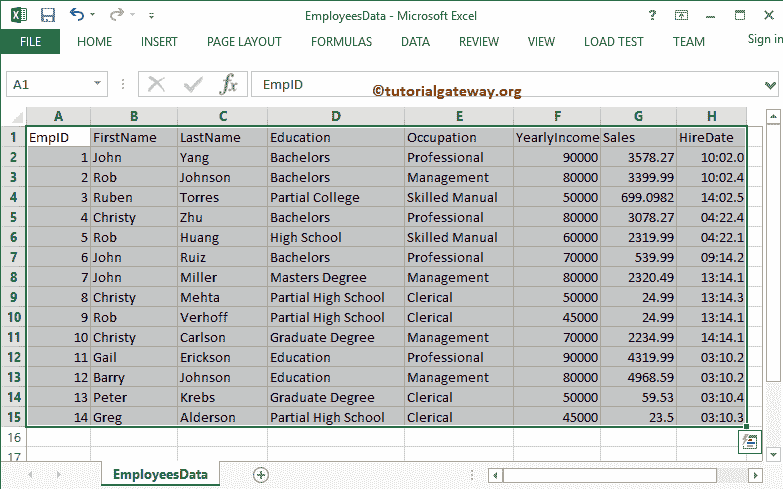 EmployeesData - Microsoft Excel
?
FILE HOME INSERT PAGE LAYOUT FORMULAS DATA REVIEW VIEW LOAD TEST TEAM Sign in
A1 fx EmpID
©tutorialgateway.org
A B C D E F G H
1 EmpID FirstName LastName Education Occupation YearlyIncome Sales HireDate
2 1 John Yang Bachelors Professional 90000 3578.27 10:02.0
3 2 Rob Johnson Bachelors Management 80000 3399.99 10:02.4
4 3 Ruben Torres Partial College Skilled Manual 50000 699.0982 14:02.5
5 4 Christy Zhu Bachelors Professional 80000 3078.27 04:22.4
6 5 Rob Huang High School Skilled Manual 60000 2319.99 04:22.1
7 6 John Ruiz Bachelors Professional 70000 539.99 09:14.2
8 7 John Miller Masters Degree Management 80000 2320.49 13:14.1
9 8 Christy Mehta Partial High School Clerical 50000 24.99 13:14.3
10 9 Rob Verhoff Partial High School Clerical 45000 24.99 13:14.1
11 10 Christy Carlson Graduate Degree Management 70000 2234.99 14:14.1
12 11 Gail Erickson Education Professional 90000 4319.99 03:10.2
13 12 Barry Johnson Education Management 80000 4968.59 03:10.2
14 13 Peter Krebs Graduate Degree Clerical 50000 59.53 03:10.4
15 14 Greg Alderson Partial High School Clerical 45000 23.5 03:10.3
16
17
EmployeesData